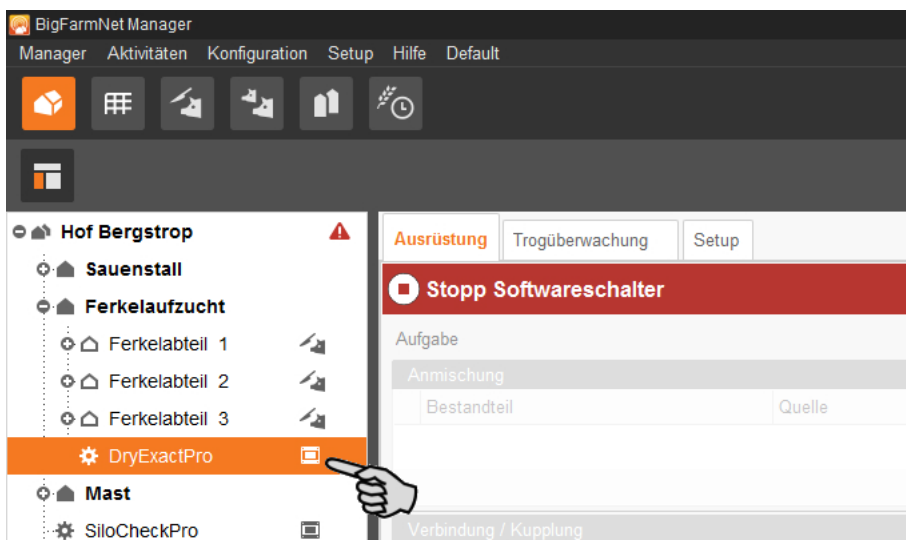 BigFarmNet Manager
Manager Aktivitäten Konfiguration Setup Hilfe Default
Hof Bergstrop
Sauenstall
Ferkelaufzucht
Ferkelabteil 1
Ferkelabteil 2
Ferkelabteil 3
DryExactPro
Mast
SiloCheckPro
Ausrüstung Trogüberwachung Setup
Stopp Softwareschalter
Aufgabe
Anmischung
Bestandteil Quelle
Verbindung / Kupplung